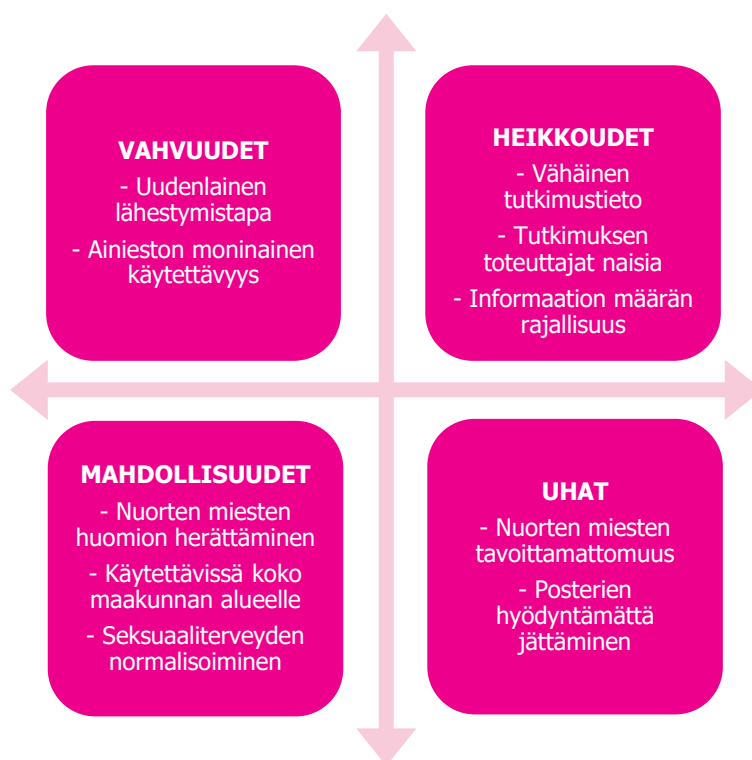 VAHVUUDET
- Uudenlainen
lähestymistapa
- Ainieston moninainen
käytettävyys
HEIKKOUDET
- Vähäinen
tutkimustieto
- Tutkimuksen
toteuttajat naisia
- Informaation määrän
rajallisuus
MAHDOLLISUUDET
- Nuorten miesten
huomion herättäminen
- Käytettävissä koko
maakunnan alueelle
- Seksuaaliterveyden
normalisoiminen
UHAT
- Nuorten miesten
tavoittamattomuus
- Posterien
hyödyntämättä
jättäminen